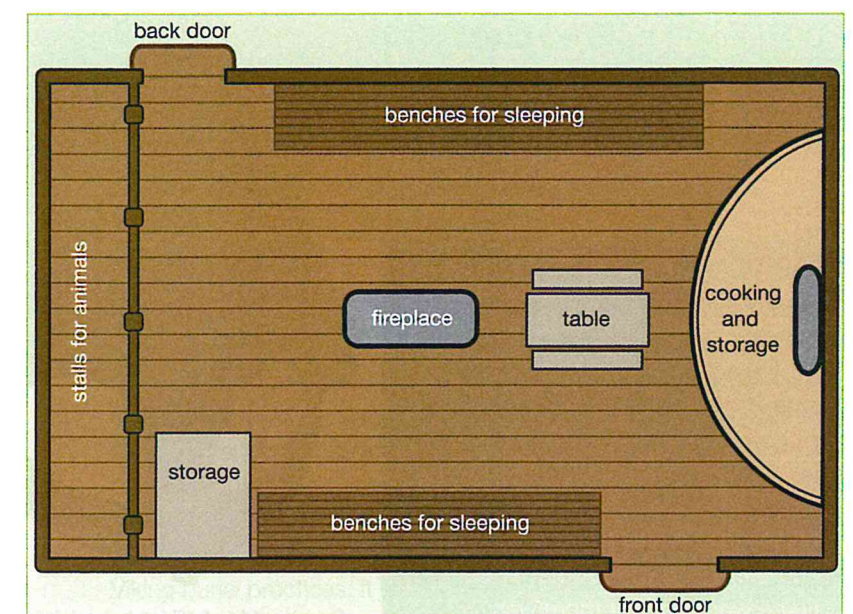 back door
benches for sleeping
stalls for animals
fireplace
table
cooking
and
storage
storage
benches for sleeping
front door